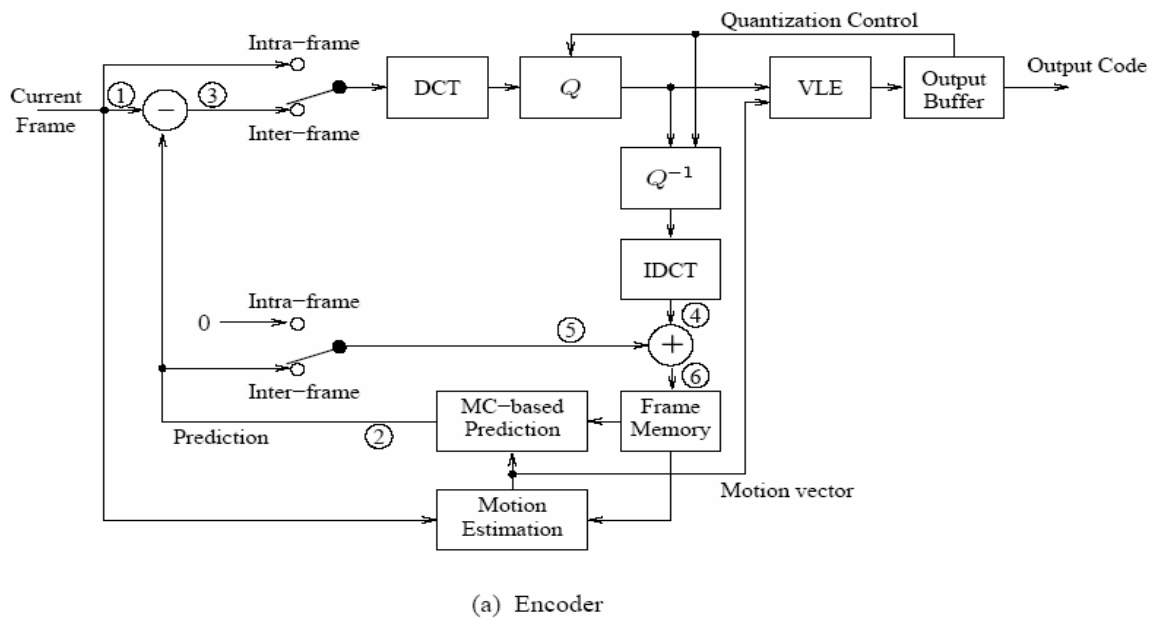 Quantization Control
Intra−frame
Current
Frame
①
−
③
Inter−frame
DCT
Q
VLE
Output
Buffer
Output Code
Q⁻¹
IDCT
④
Intra−frame
0
⑤
+
⑥
Inter−frame
Prediction
②
MC−based
Prediction
Frame
Memory
Motion vector
Motion
Estimation
(a) Encoder